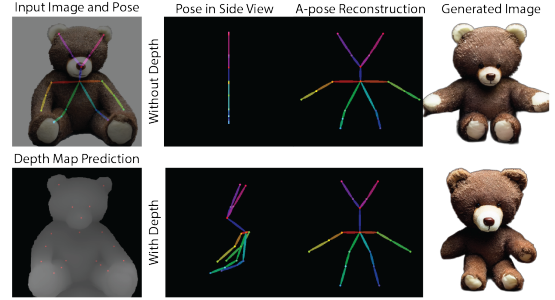 Input Image and Pose
Pose in Side View
A-pose Reconstruction
Generated Image
Without Depth
Depth Map Prediction
With Depth